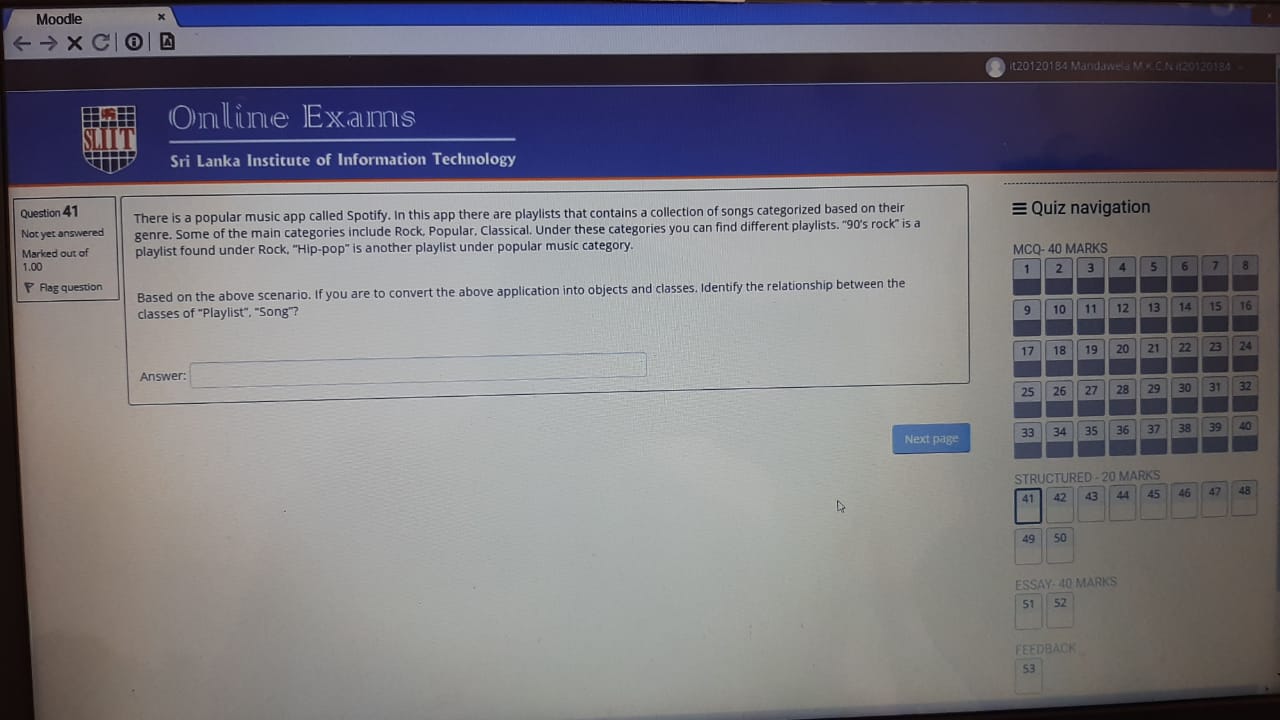 Moodle
it20120184 Mandawela M.K.C.N it20120184
SLIIT
Online Exams
Sri Lanka Institute of Information Technology
Question 41
Not yet answered
Marked out of
1.00
Flag question
There is a popular music app called Spotify. In this app there are playlists that contains a collection of songs categorized based on their
genre. Some of the main categories include Rock, Popular, Classical. Under these categories you can find different playlists. “90's rock” is a
playlist found under Rock, “Hip-pop” is another playlist under popular music category.
Based on the above scenario. If you are to convert the above application into objects and classes. Identify the relationship between the
classes of “Playlist”, “Song”?
Answer:
Next page
Quiz navigation
MCQ- 40 MARKS
1 2 3 4 5 6 7 8
9 10 11 12 13 14 15 16
17 18 19 20 21 22 23 24
25 26 27 28 29 30 31 32
33 34 35 36 37 38 39 40
STRUCTURED - 20 MARKS
41 42 43 44 45 46 47 48
49 50
ESSAY- 40 MARKS
51 52
FEEDBACK
53